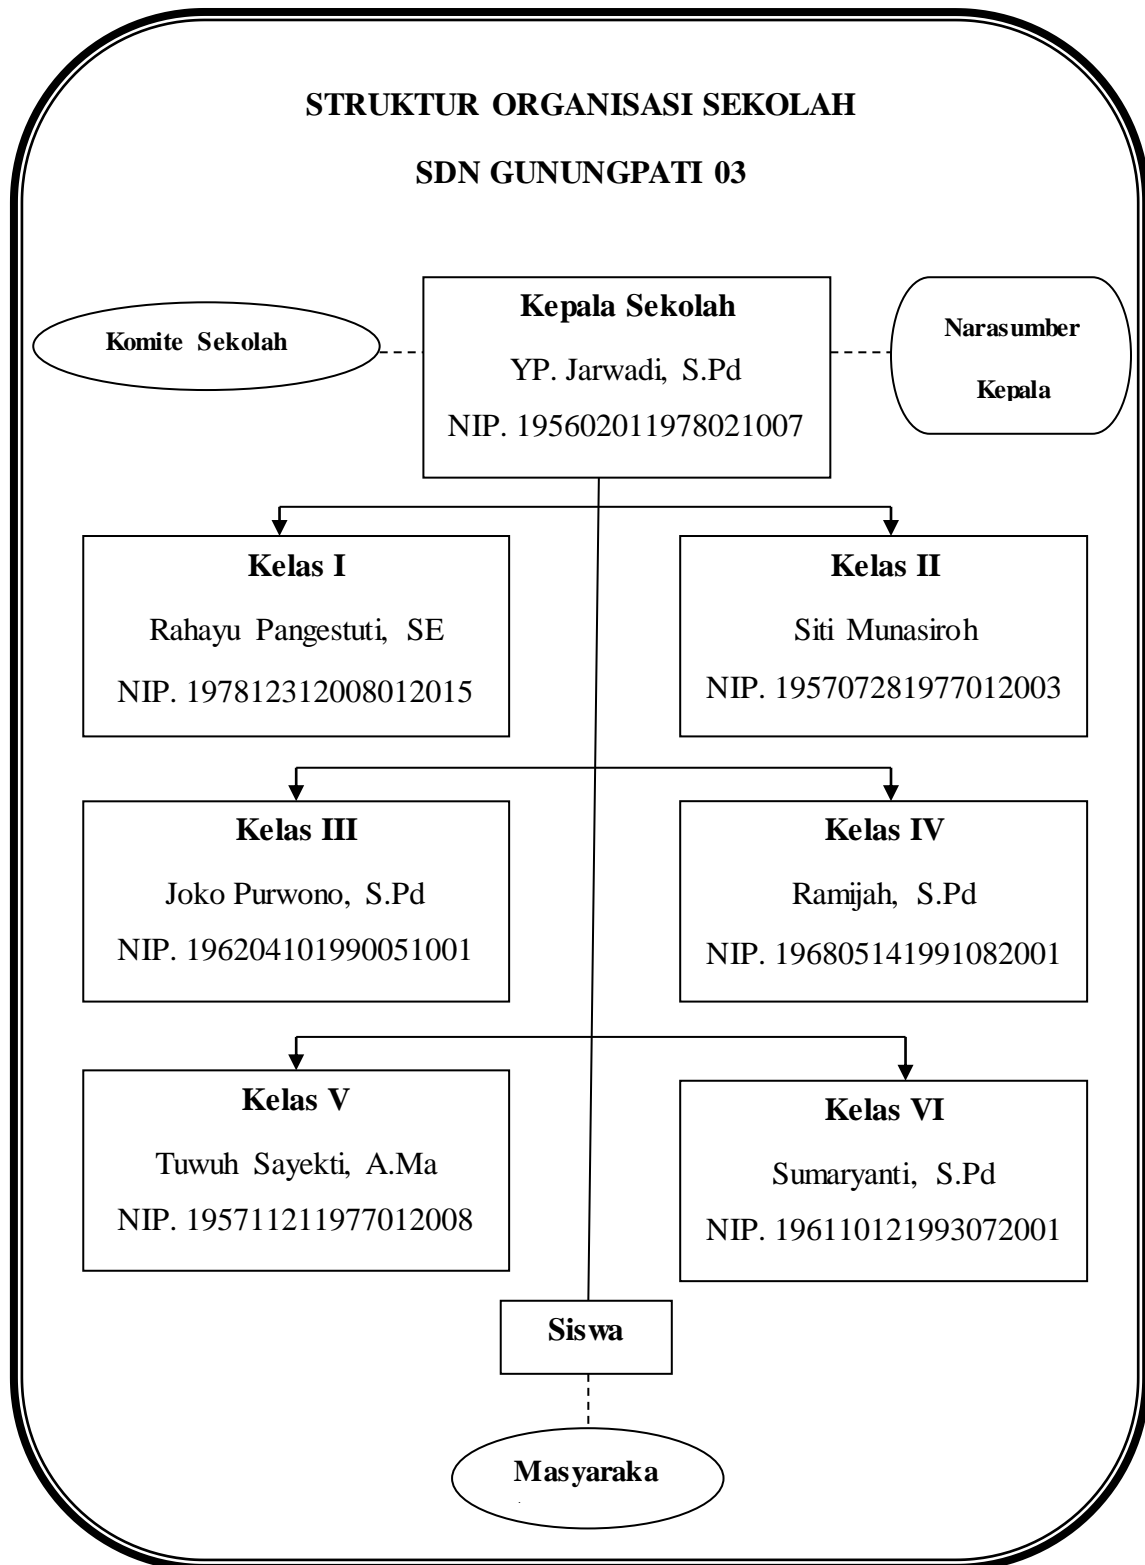 STRUKTUR ORGANISASI SEKOLAH
SDN GUNUNGPATI 03
Komite Sekolah
Kepala Sekolah
YP. Jarwadi, S.Pd
NIP. 195602011978021007
Narasumber
Kepala
Kelas I
Rahayu Pangestuti, SE
NIP. 197812312008012015
Kelas II
Siti Munasiroh
NIP. 195707281977012003
Kelas III
Joko Purwono, S.Pd
NIP. 196204101990051001
Kelas IV
Ramijah, S.Pd
NIP. 196805141991082001
Kelas V
Tuwuh Sayekti, A.Ma
NIP. 195711211977012008
Kelas VI
Sumaryanti, S.Pd
NIP. 196110121993072001
Siswa
Masyaraka